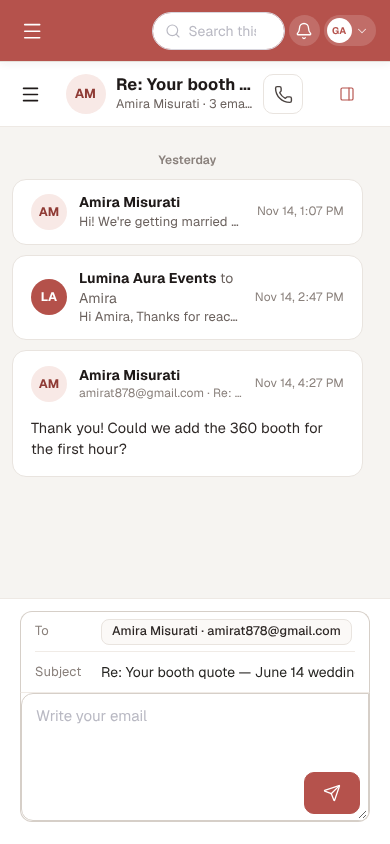 Search this
GA
AM
Re: Your booth ...
Amira Misurati · 3 ema...
Yesterday
AM
Amira Misurati
Hi! We're getting married ...
Nov 14, 1:07 PM
LA
Lumina Aura Events to
Amira
Hi Amira, Thanks for reac...
Nov 14, 2:47 PM
AM
Amira Misurati
amirat878@gmail.com · Re: ...
Nov 14, 4:27 PM
Thank you! Could we add the 360 booth for
the first hour?
To
Amira Misurati · amirat878@gmail.com
Subject
Re: Your booth quote — June 14 weddin
Write your email